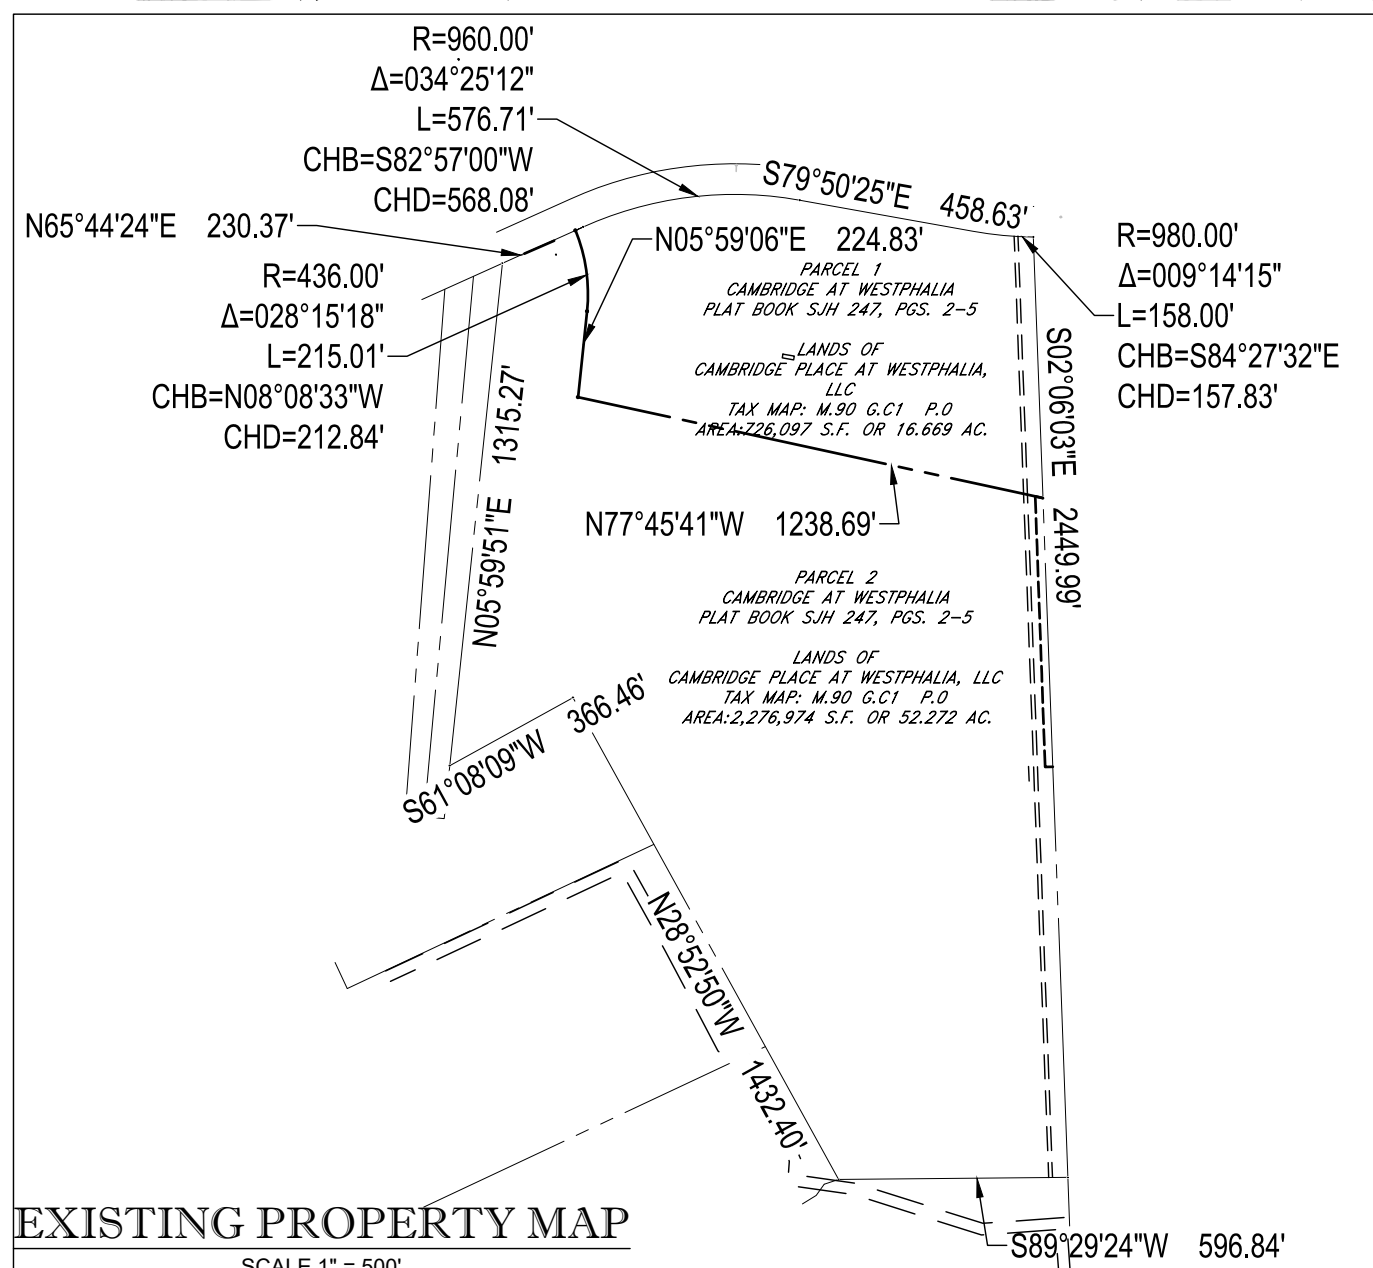 R=960.00'
Δ=034°25'12"
L=576.71'
CHB=S82°57'00"W
CHD=568.08'
S79°50'25"E 458.63'
N65°44'24"E 230.37'
N05°59'06"E 224.83'
R=980.00'
Δ=009°14'15"
L=158.00'
CHB=S84°27'32"E
CHD=157.83'
R=436.00'
Δ=028°15'18"
L=215.01'
CHB=N08°08'33"W
CHD=212.84'
PARCEL 1
CAMBRIDGE AT WESTPHALIA
PLAT BOOK SJH 247, PGS. 2-5
LANDS OF
CAMBRIDGE PLACE AT WESTPHALIA,
LLC
TAX MAP: M.90 G.C1 P.O
AREA:726,097 S.F. OR 16.669 AC.
S02°06'03"E 2449.99'
N05°59'51"E 1315.27'
N77°45'41"W 1238.69'
PARCEL 2
CAMBRIDGE AT WESTPHALIA
PLAT BOOK SJH 247, PGS. 2-5
LANDS OF
CAMBRIDGE PLACE AT WESTPHALIA, LLC
TAX MAP: M.90 G.C1 P.O
AREA:2,276,974 S.F. OR 52.272 AC.
S61°08'09"W 366.46'
N28°52'50"W 1432.40'
S89°29'24"W 596.84'
EXISTING PROPERTY MAP
SCALE 1" = 500'